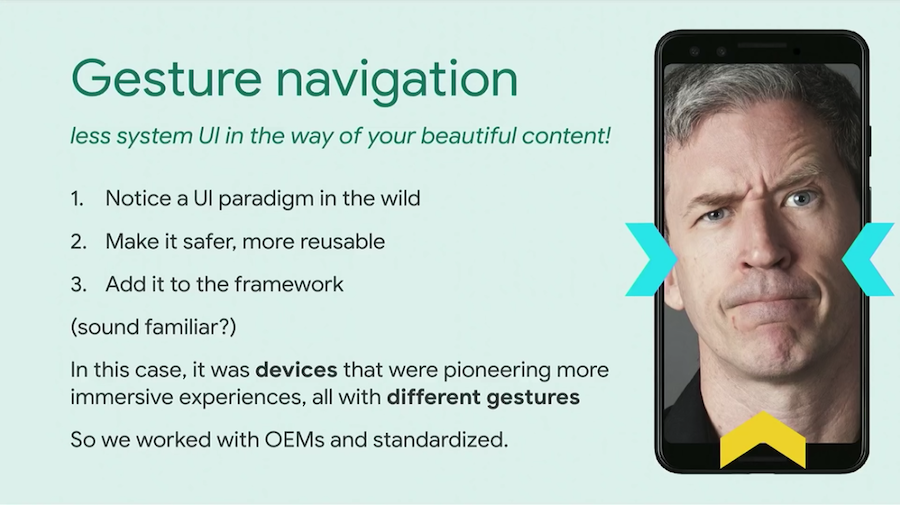 Gesture navigation
less system UI in the way of your beautiful content!
1. Notice a UI paradigm in the wild
2. Make it safer, more reusable
3. Add it to the framework
(sound familiar?)
In this case, it was devices that were pioneering more
immersive experiences, all with different gestures
So we worked with OEMs and standardized.